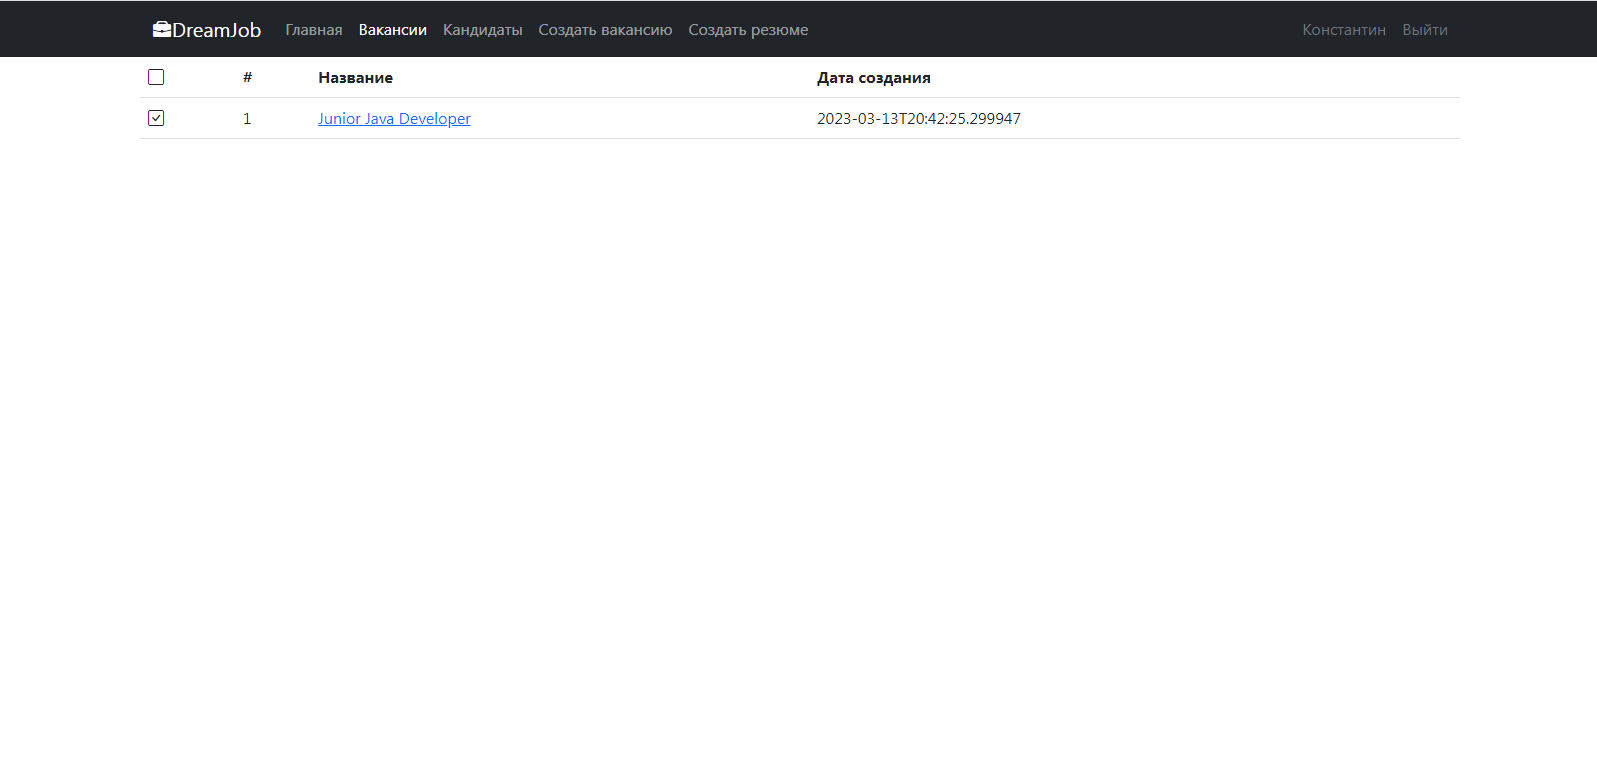 DreamJob Главная Вакансии Кандидаты Создать вакансию Создать резюме Константин Выйти
# Название Дата создания
1 Junior Java Developer 2023-03-13T20:42:25.299947